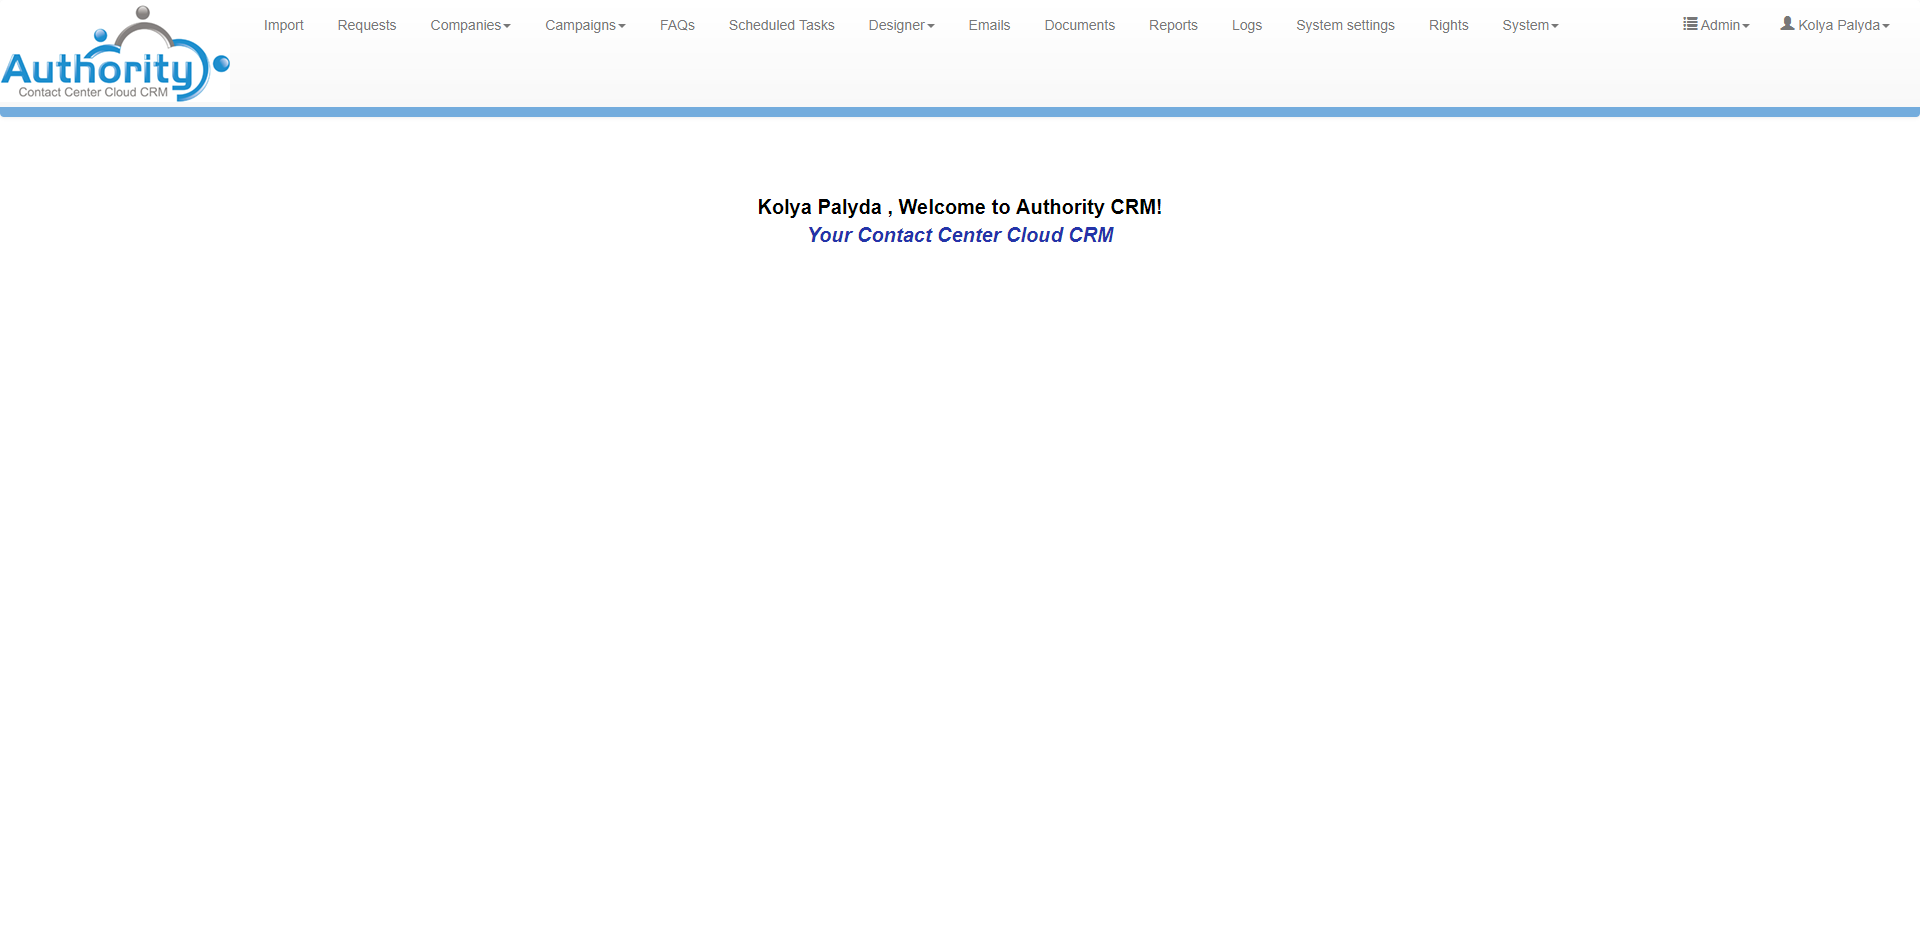 Authority
Contact Center Cloud CRM
Import Requests Companies Campaigns FAQs Scheduled Tasks Designer Emails Documents Reports Logs System settings Rights System Admin Kolya Palyda
Kolya Palyda , Welcome to Authority CRM!
Your Contact Center Cloud CRM